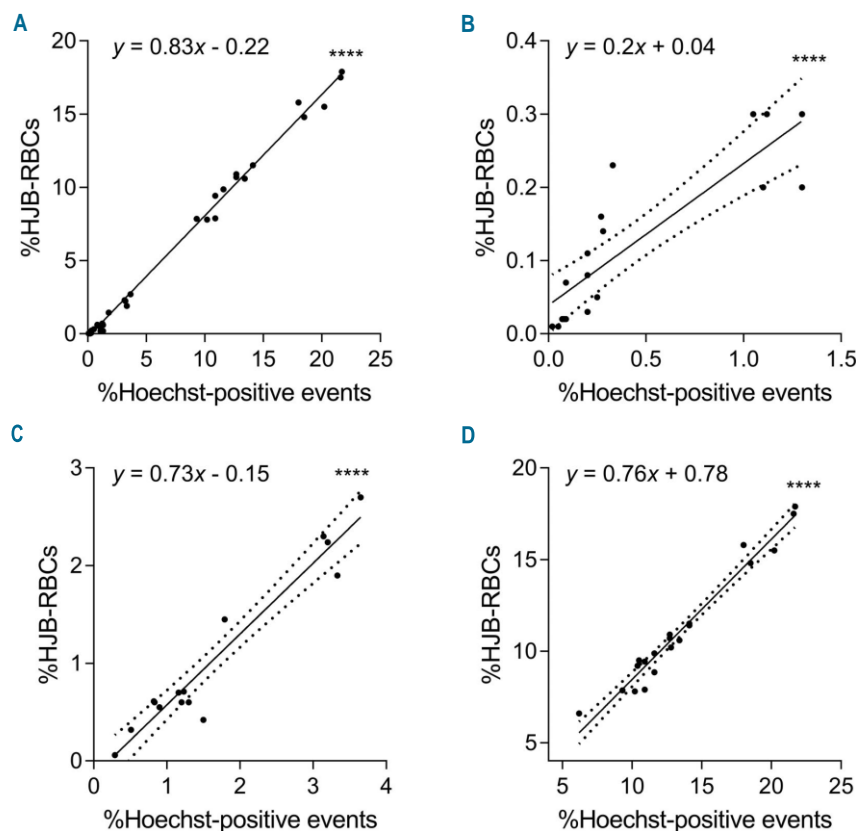 A
y = 0.83x - 0.22
****
20
15
10
5
0
0 5 10 15 20 25
%HJB-RBCs
%Hoechst-positive events
B
y = 0.2x + 0.04
****
0.4
0.3
0.2
0.1
0.0
0.0 0.5 1.0 1.5
%HJB-RBCs
%Hoechst-positive events
C
y = 0.73x - 0.15
****
3
2
1
0
0 1 2 3 4
%HJB-RBCs
%Hoechst-positive events
D
y = 0.76x + 0.78
****
20
15
10
5
5 10 15 20 25
%HJB-RBCs
%Hoechst-positive events